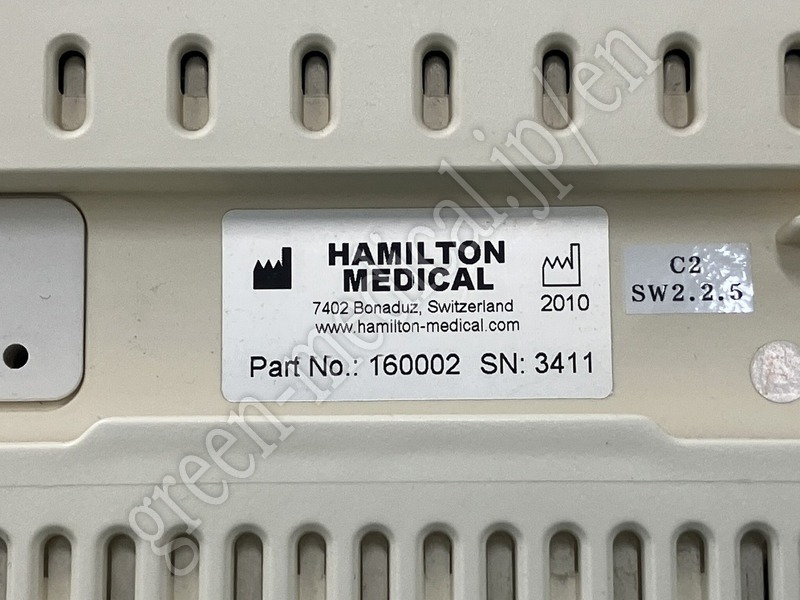 HAMILTON
MEDICAL
7402 Bonaduz, Switzerland
www.hamilton-medical.com
2010
Part No.: 160002 SN: 3411
C2
SW2.2.5
green-medical.jp/en